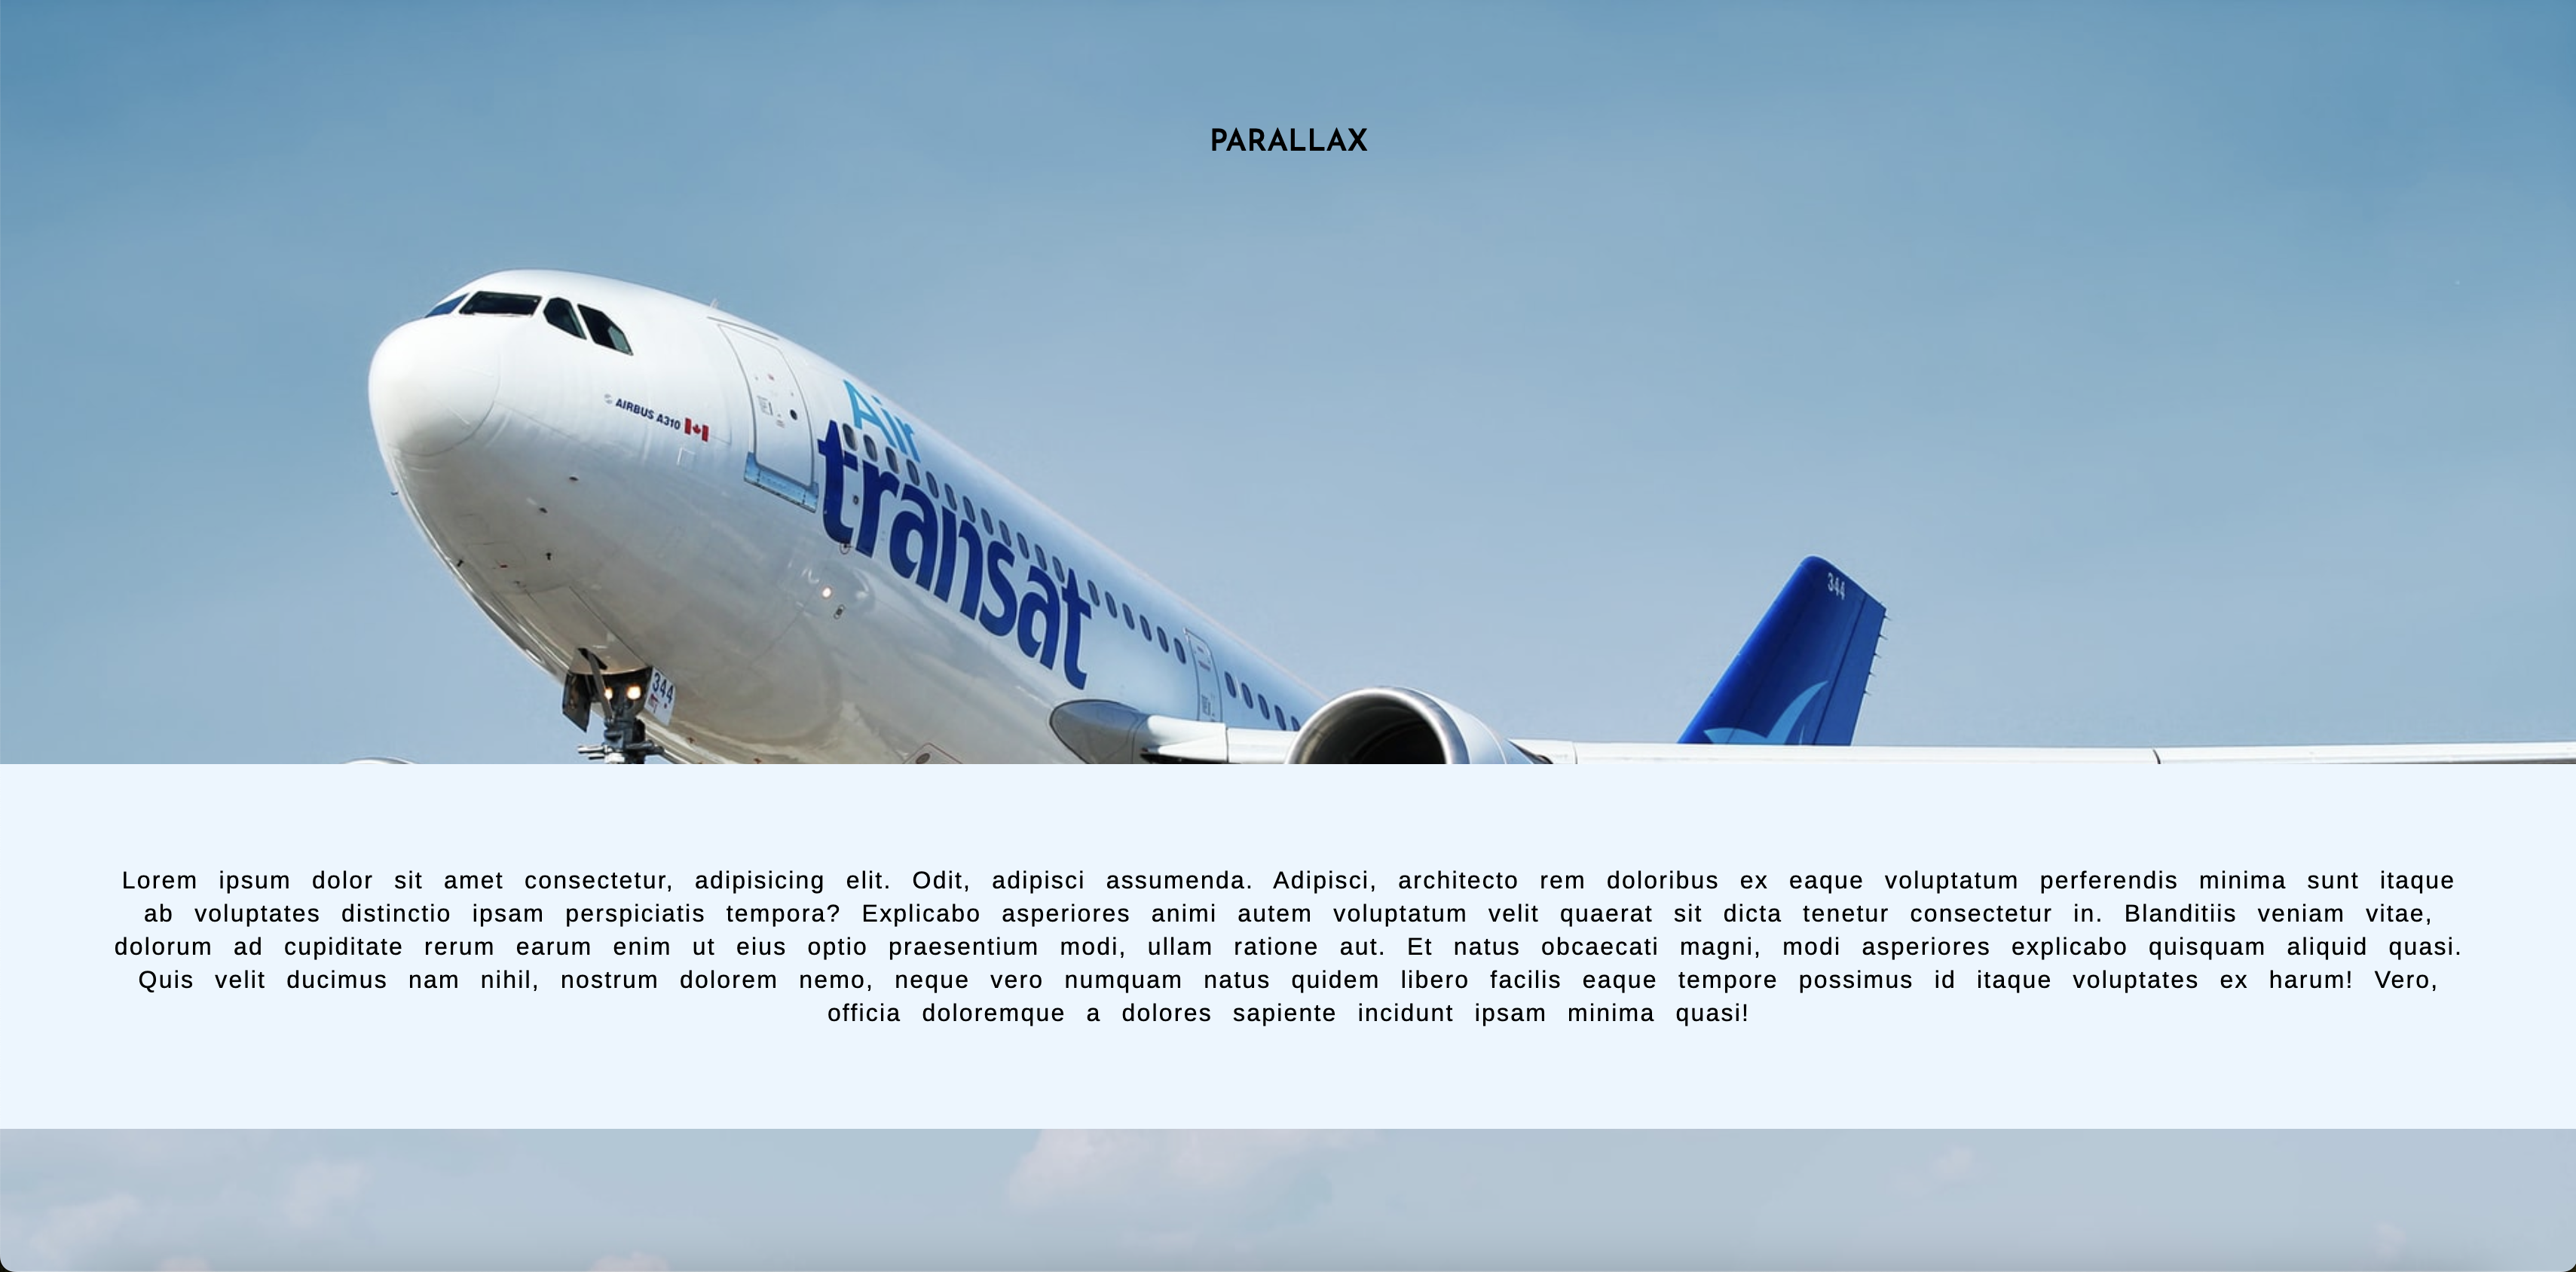 PARALLAX
AIRBUS A310
Air
transat
344
344
Lorem ipsum dolor sit amet consectetur, adipisicing elit. Odit, adipisci assumenda. Adipisci, architecto rem doloribus ex eaque voluptatum perferendis minima sunt itaque
ab voluptates distinctio ipsam perspiciatis tempora? Explicabo asperiores animi autem voluptatum velit quaerat sit dicta tenetur consectetur in. Blanditiis veniam vitae,
dolorum ad cupiditate rerum earum enim ut eius optio praesentium modi, ullam ratione aut. Et natus obcaecati magni, modi asperiores explicabo quisquam aliquid quasi.
Quis velit ducimus nam nihil, nostrum dolorem nemo, neque vero numquam natus quidem libero facilis eaque tempore possimus id itaque voluptates ex harum! Vero,
officia doloremque a dolores sapiente incidunt ipsam minima quasi!